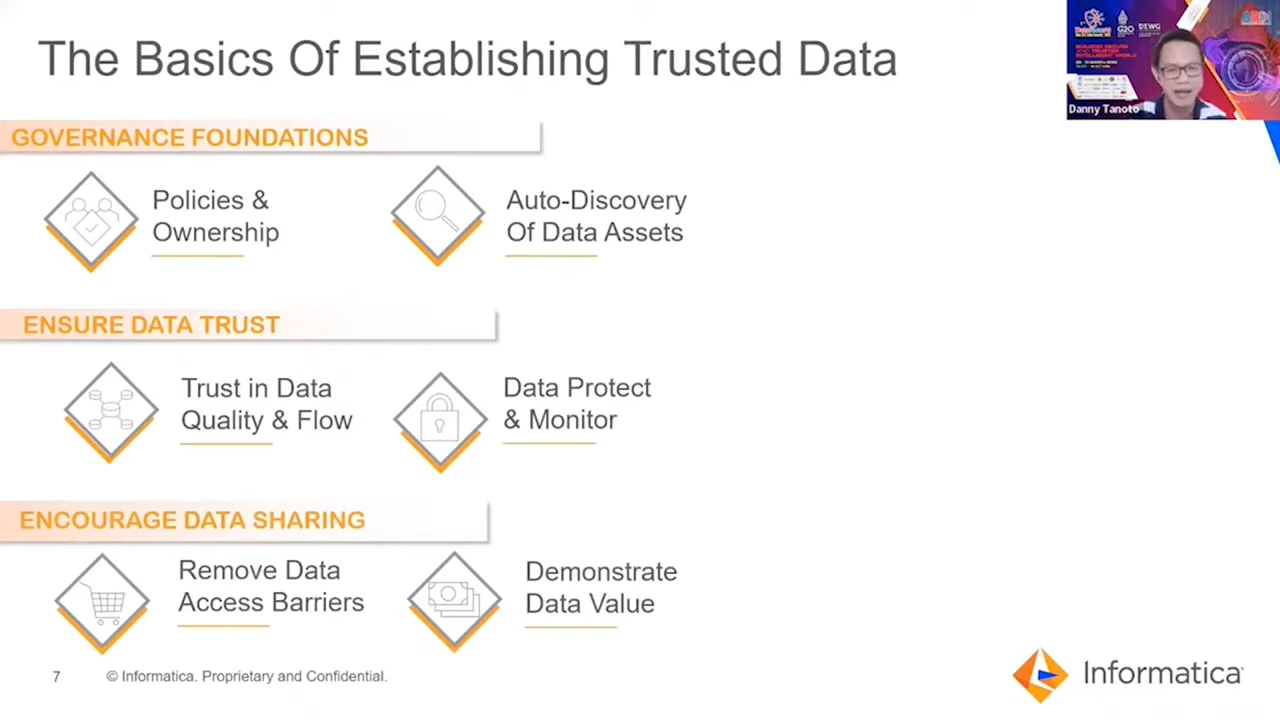 The Basics Of Establishing Trusted Data
GOVERNANCE FOUNDATIONS
Policies &
Ownership
Auto-Discovery
Of Data Assets
ENSURE DATA TRUST
Trust in Data
Quality & Flow
Data Protect
& Monitor
ENCOURAGE DATA SHARING
Remove Data
Access Barriers
Demonstrate
Data Value
7
© Informatica. Proprietary and Confidential.
Informatica
G20
DEWG
Danny Tanoto